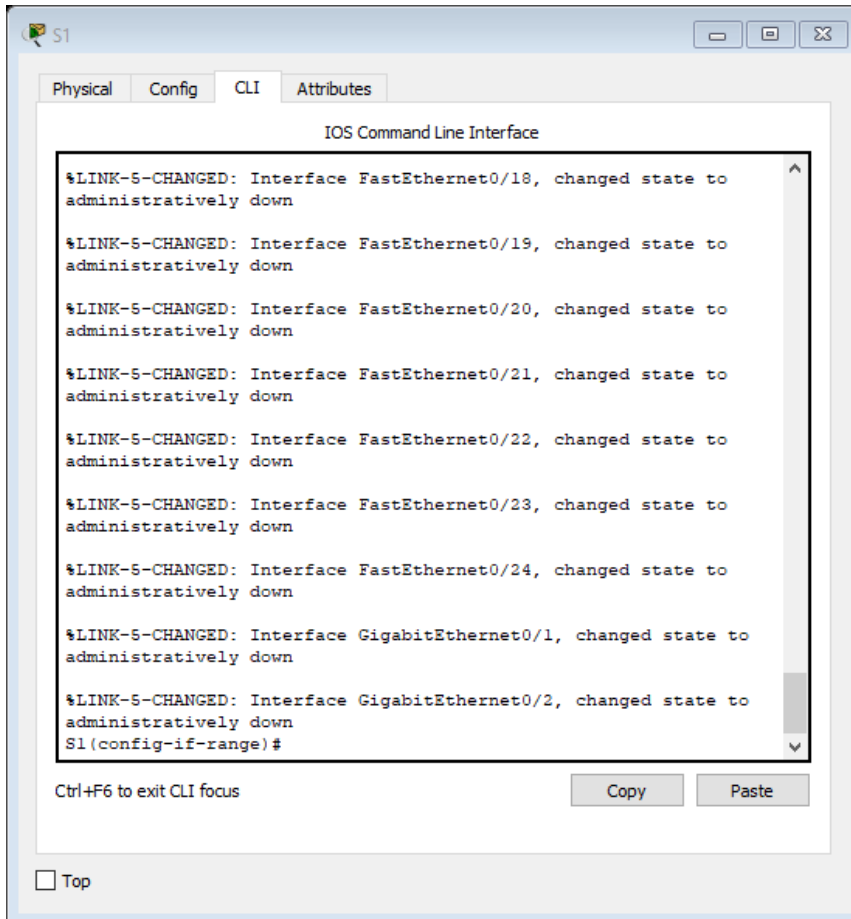 S1
Physical
Config
CLI
Attributes
IOS Command Line Interface
%LINK-5-CHANGED: Interface FastEthernet0/18, changed state to
administratively down
%LINK-5-CHANGED: Interface FastEthernet0/19, changed state to
administratively down
%LINK-5-CHANGED: Interface FastEthernet0/20, changed state to
administratively down
%LINK-5-CHANGED: Interface FastEthernet0/21, changed state to
administratively down
%LINK-5-CHANGED: Interface FastEthernet0/22, changed state to
administratively down
%LINK-5-CHANGED: Interface FastEthernet0/23, changed state to
administratively down
%LINK-5-CHANGED: Interface FastEthernet0/24, changed state to
administratively down
%LINK-5-CHANGED: Interface GigabitEthernet0/1, changed state to
administratively down
%LINK-5-CHANGED: Interface GigabitEthernet0/2, changed state to
administratively down
S1(config-if-range)#
Ctrl+F6 to exit CLI focus
Copy
Paste
Top